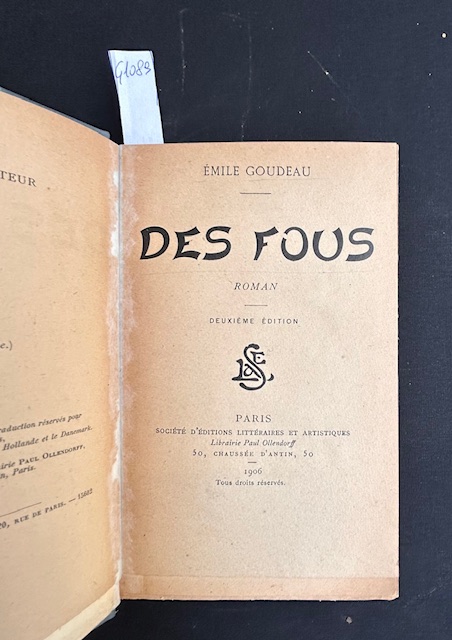 G1083
TEUR
e.)
raduction réservés pour
Hollande et le Danemark.
rie PAUL OLLENDORFF,
n, Paris.
20, RUE DE PARIS. —
ÉMILE GOUDEAU
DES FOUS
ROMAN
DEUXIÈME ÉDITION
PARIS
SOCIÉTÉ D'ÉDITIONS LITTÉRAIRES ET ARTISTIQUES
Librairie Paul Ollendorff
50, CHAUSSÉE D'ANTIN, 50
1906
Tous droits réservés.